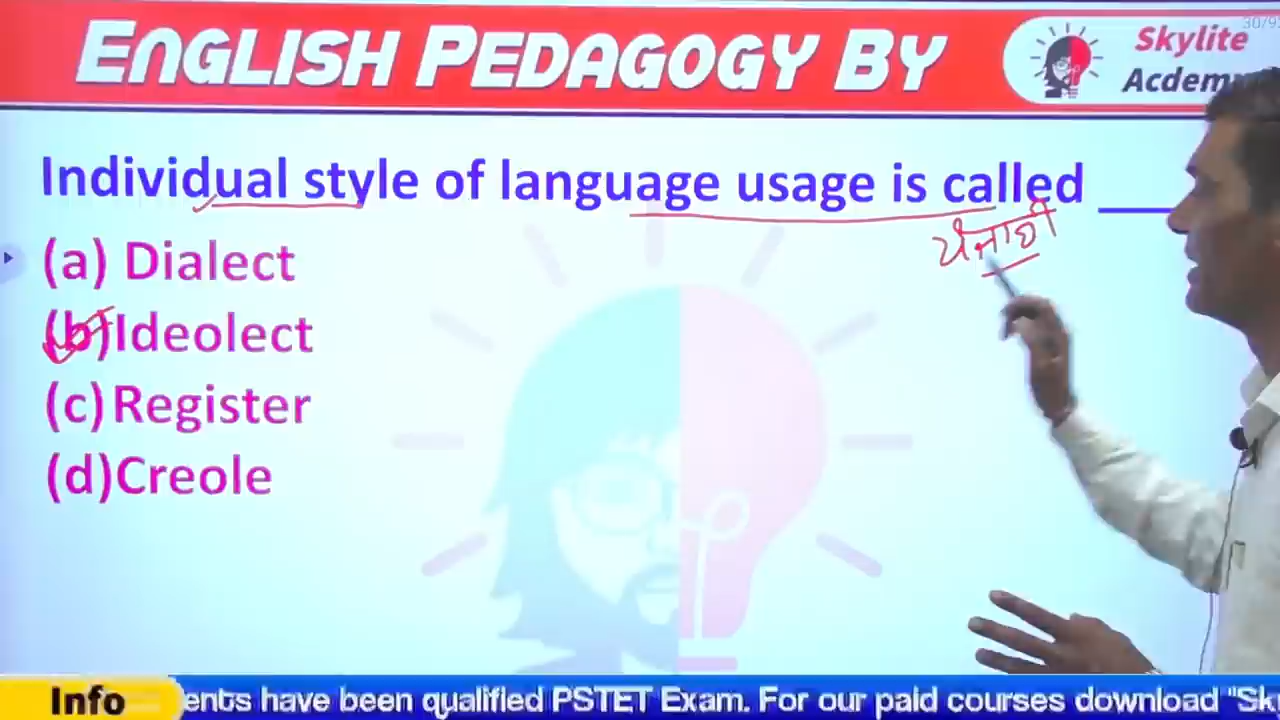 ENGLISH PEDAGOGY BY
Skylite
Individual style of language usage is called ____
ਪੰਜਾਬੀ
(a) Dialect
(b) Ideolect
(c) Register
(d) Creole
Info
ents have been qualified PSTET Exam. For our paid courses download "Sk